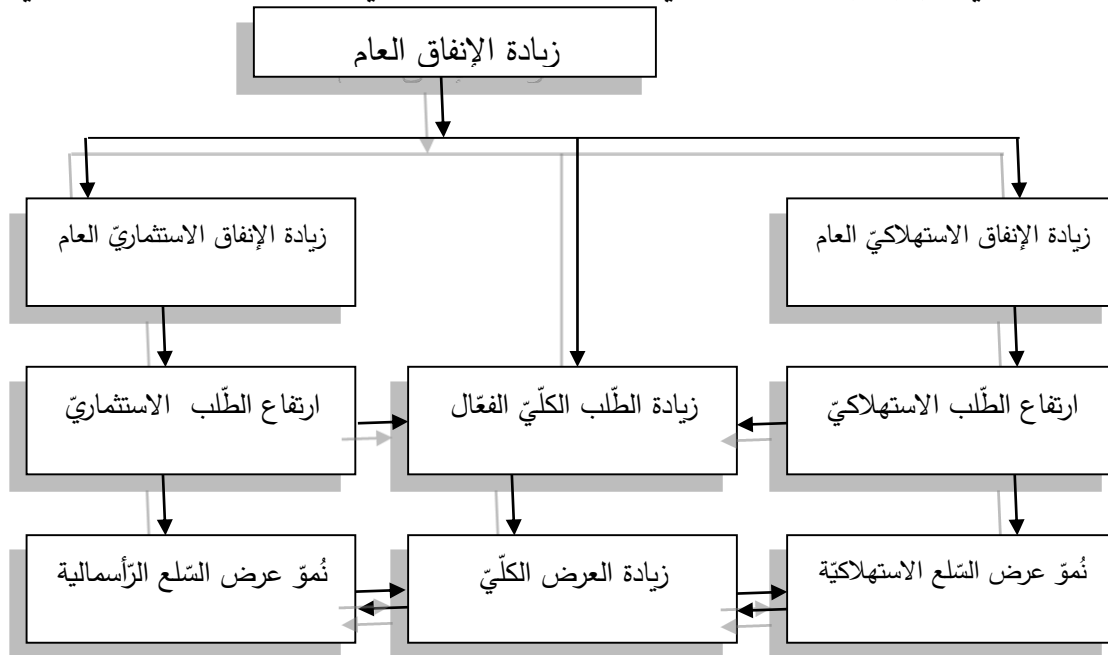 زيادة الإنفاق العام
زيادة الإنفاق الاستهلاكيّ العام
زيادة الإنفاق الاستثماريّ العام
ارتفاع الطّلب الاستهلاكيّ
زيادة الطّلب الكلّيّ الفعّال
ارتفاع الطّلب الاستثماريّ
نُموّ عرض السّلع الاستهلاكيّة
زيادة العرض الكلّيّ
نُموّ عرض السّلع الرّأسمالية